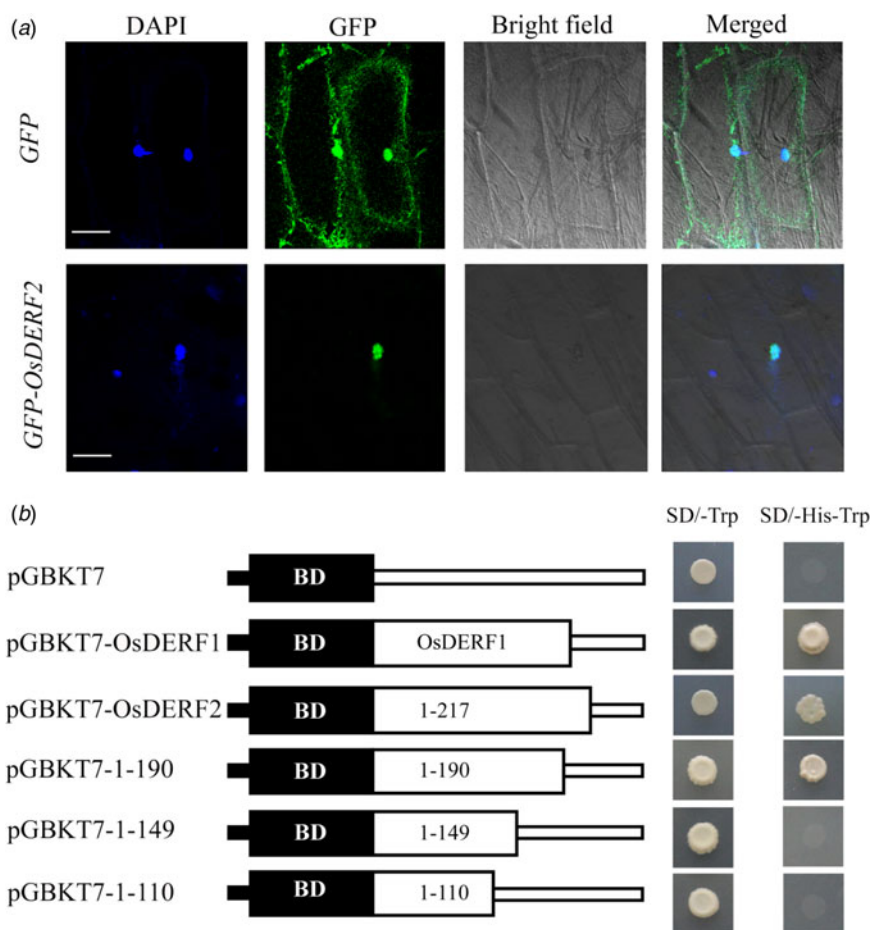 (a)
DAPI GFP Bright field Merged
GFP
GFP-OsDERF2
(b)
SD/-Trp SD/-His-Trp
pGBKT7 BD
pGBKT7-OsDERF1 BD OsDERF1
pGBKT7-OsDERF2 BD 1-217
pGBKT7-1-190 BD 1-190
pGBKT7-1-149 BD 1-149
pGBKT7-1-110 BD 1-110